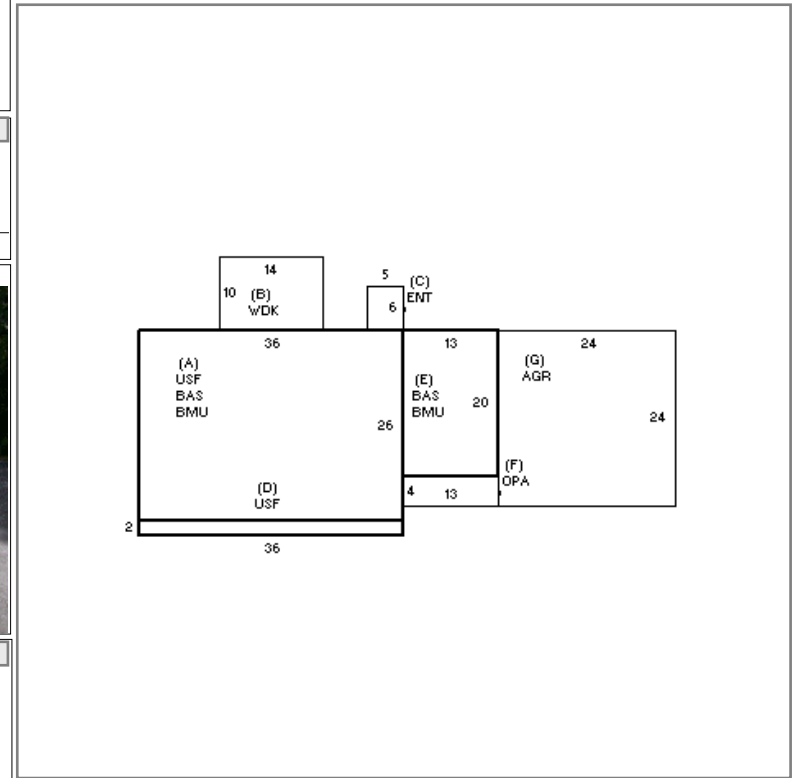 14
10
(B)
WDK
5
(C)
ENT
6
36
13
24
(A)
USF
BAS
BMU
(E)
BAS
BMU
20
(G)
AGR
26
24
(D)
USF
4
13
(F)
OPA
2
36